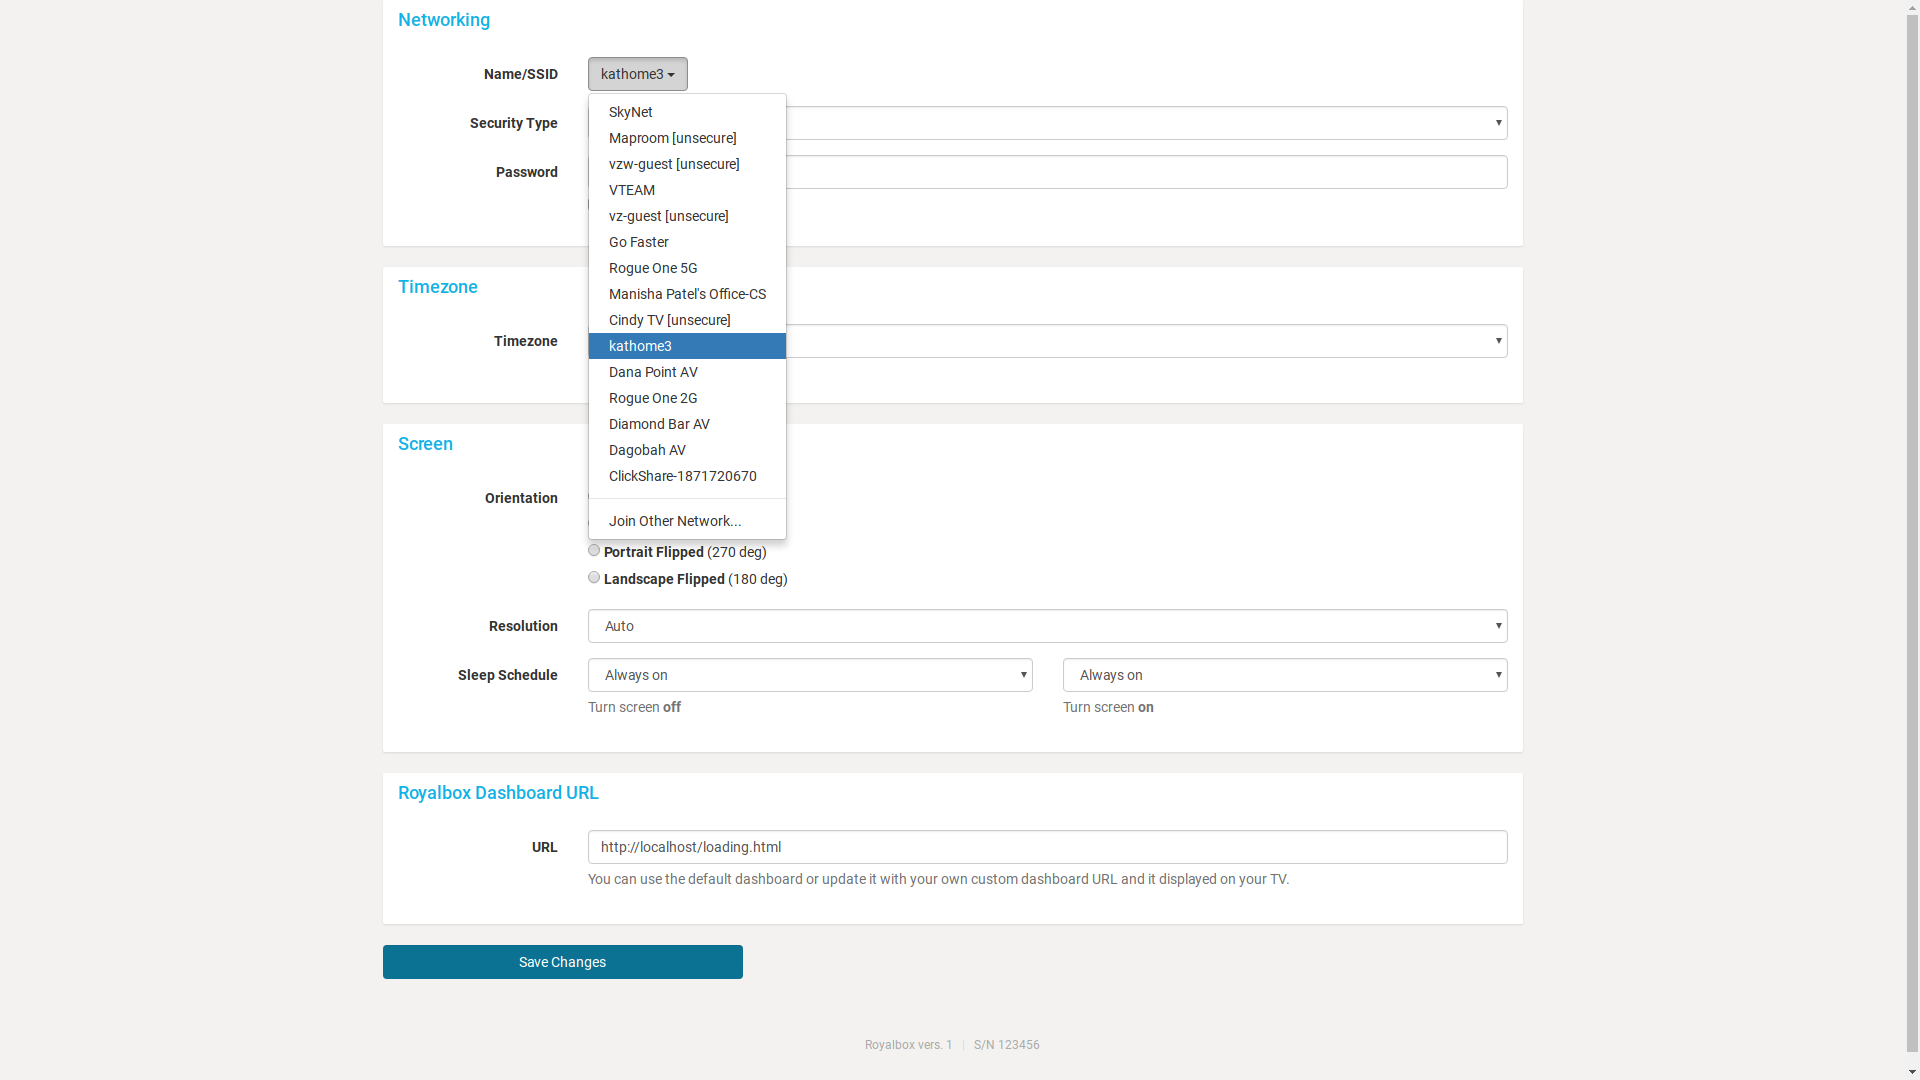 Networking
Name/SSID
kathome3
SkyNet
Security Type
Maproom [unsecure]
vzw-guest [unsecure]
Password
VTEAM
vz-guest [unsecure]
Go Faster
Rogue One 5G
Timezone
Manisha Patel's Office-CS
Cindy TV [unsecure]
Timezone
kathome3
Dana Point AV
Rogue One 2G
Diamond Bar AV
Screen
Dagobah AV
ClickShare-1871720670
Orientation
Join Other Network...
Portrait Flipped (270 deg)
Landscape Flipped (180 deg)
Resolution
Auto
Sleep Schedule
Always on
Always on
Turn screen off
Turn screen on
Royalbox Dashboard URL
URL
http://localhost/loading.html
You can use the default dashboard or update it with your own custom dashboard URL and it displayed on your TV.
Save Changes
Royalbox vers. 1 | S/N 123456